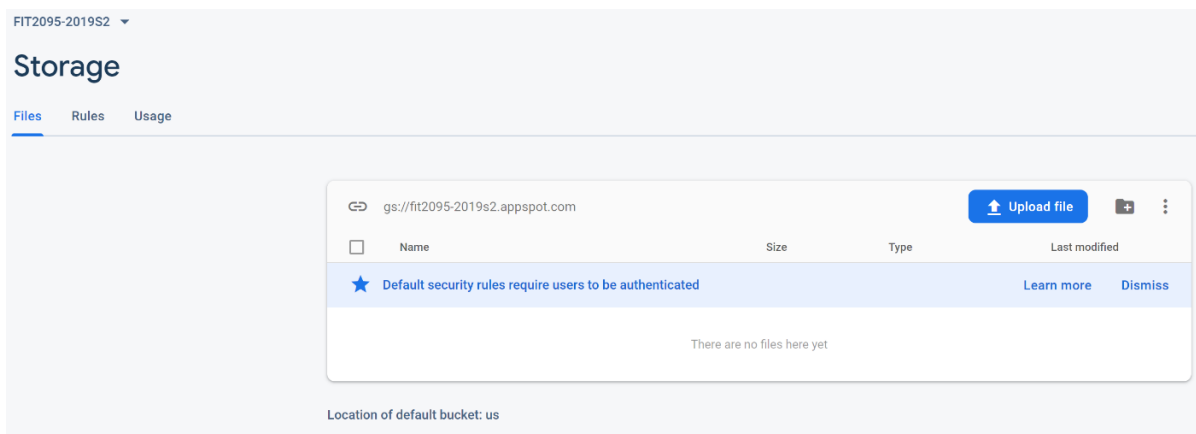 FIT2095-2019S2
Storage
Files Rules Usage
gs://fit2095-2019s2.appspot.com Upload file
Name Size Type Last modified
Default security rules require users to be authenticated Learn more Dismiss
There are no files here yet
Location of default bucket: us